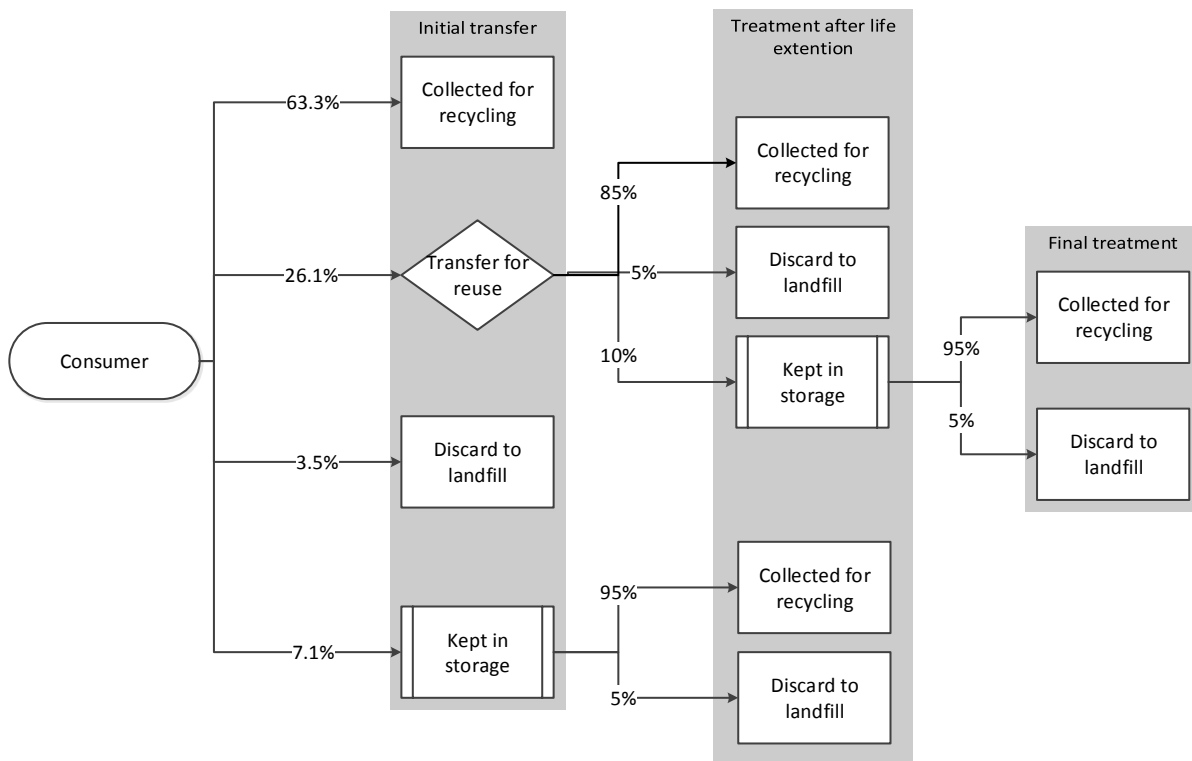 Initial transfer
Treatment after life
extention
Collected for
recycling
63.3%
Collected for
recycling
85%
Transfer for
reuse
26.1%
Discard to
landfill
5%
Final treatment
Collected for
recycling
Consumer
10%
Kept in
storage
95%
5%
Discard to
landfill
Discard to
landfill
3.5%
Collected for
recycling
95%
Kept in
storage
7.1%
5%
Discard to
landfill